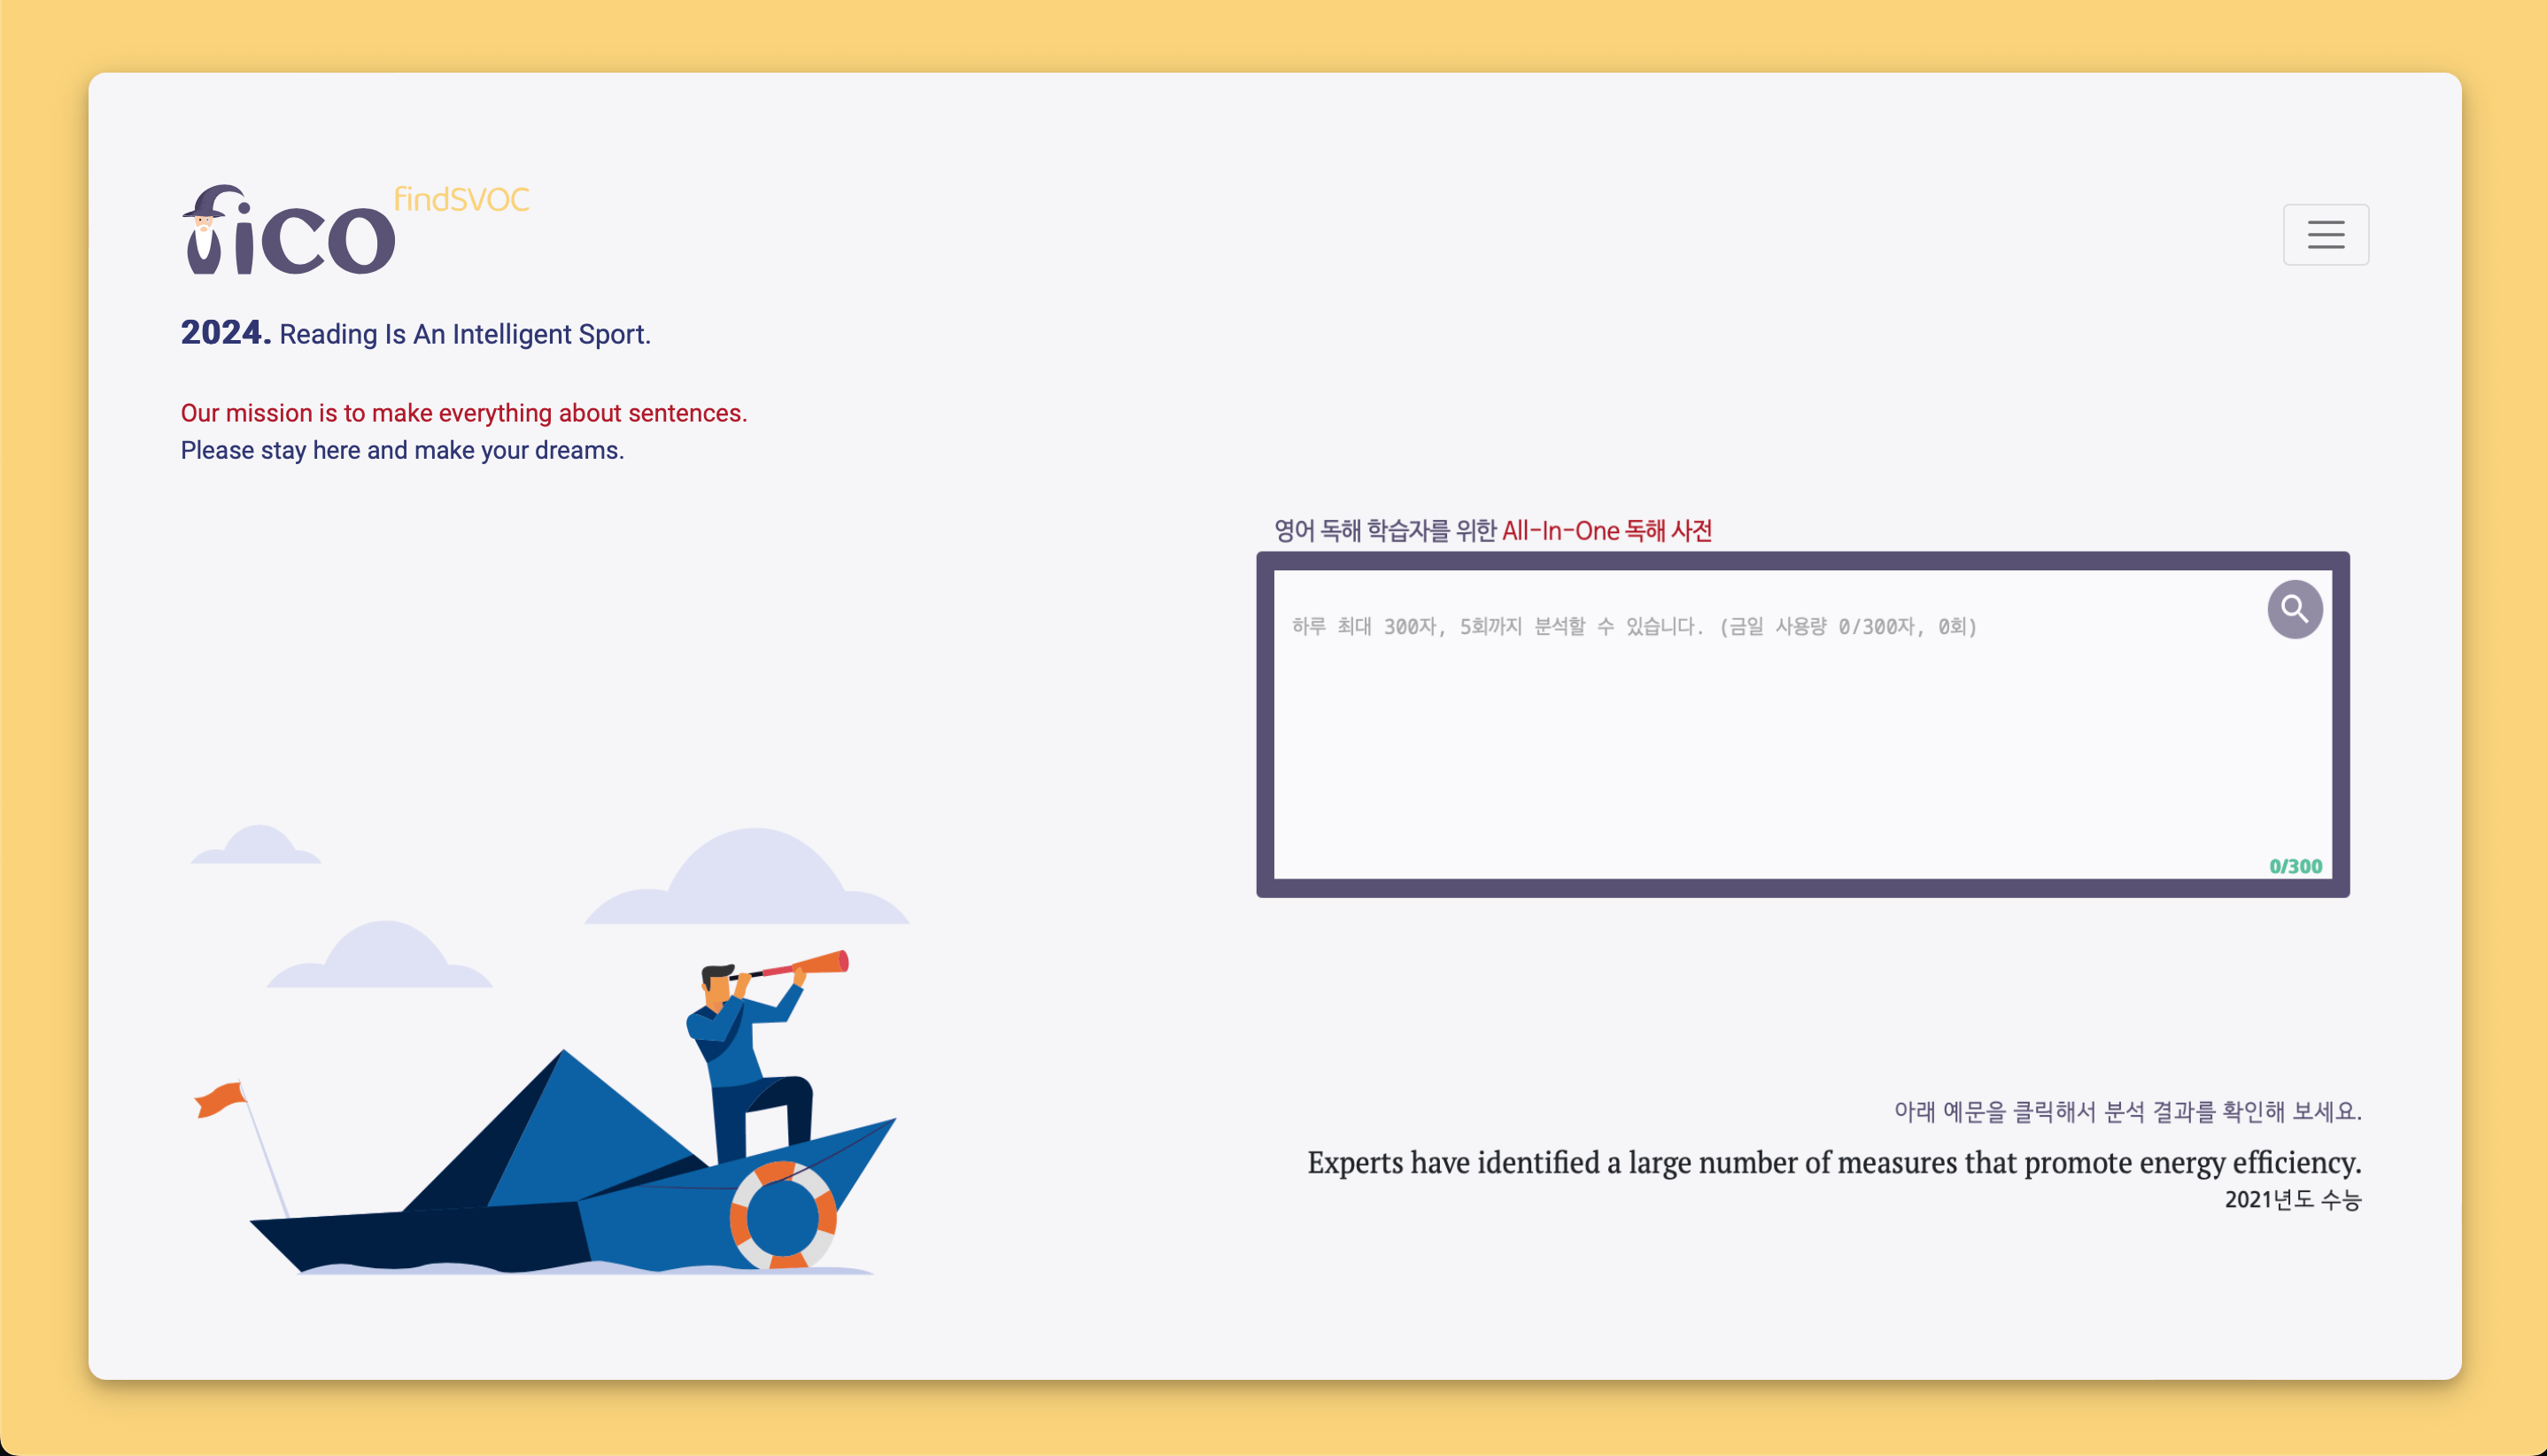 fico findSVOC
2024. Reading Is An Intelligent Sport.
Our mission is to make everything about sentences.
Please stay here and make your dreams.
영어 독해 학습자를 위한 All-In-One 독해 사전
하루 최대 300자, 5회까지 분석할 수 있습니다. (금일 사용량 0/300자, 0회)
0/300
아래 예문을 클릭해서 분석 결과를 확인해 보세요.
Experts have identified a large number of measures that promote energy efficiency.
2021년도 수능